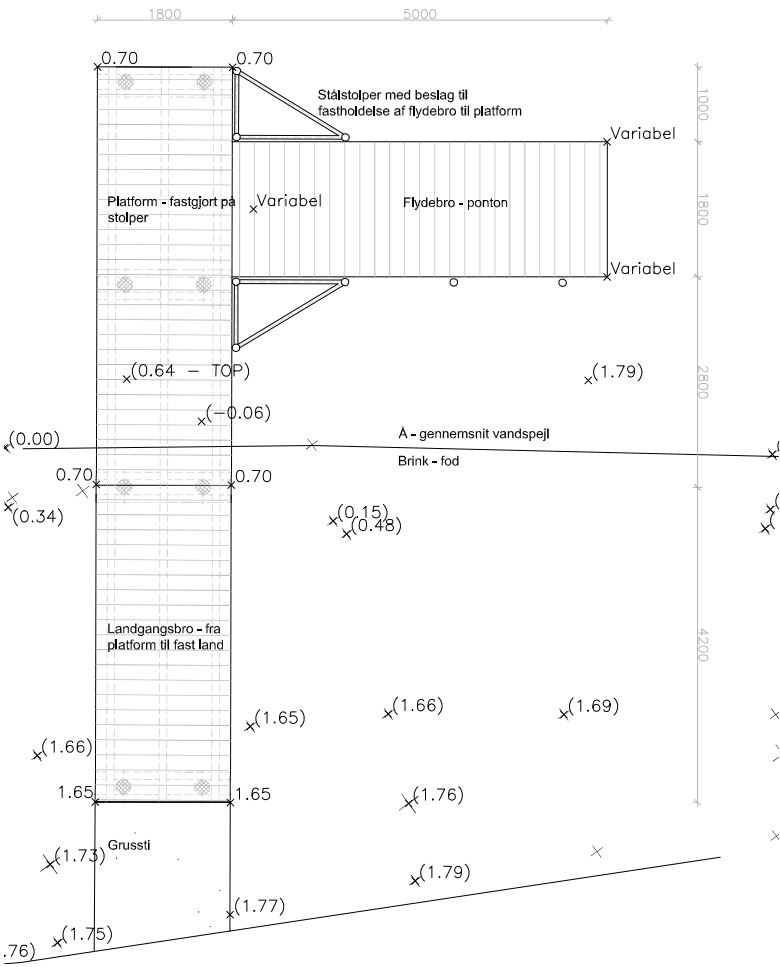 1800
5000
0.70
0.70
Stålstolper med beslag til
fastholdelse af flydebro til platform
1000
Variabel
Platform - fastgjort på
stolper
Variabel
Flydebro - ponton
1800
Variabel
(0.64 - TOP)
(1.79)
2800
(-0.06)
(0.00)
Å - gennemsnit vandspejl
Brink - fod
0.70
0.70
(0.34)
(0.15)
(0.48)
Landgangsbro - fra
platform til fast land
4200
(1.65)
(1.66)
(1.69)
(1.66)
1.65
1.65
(1.76)
Grussti
(1.73)
(1.79)
(1.77)
(1.75)
.76)